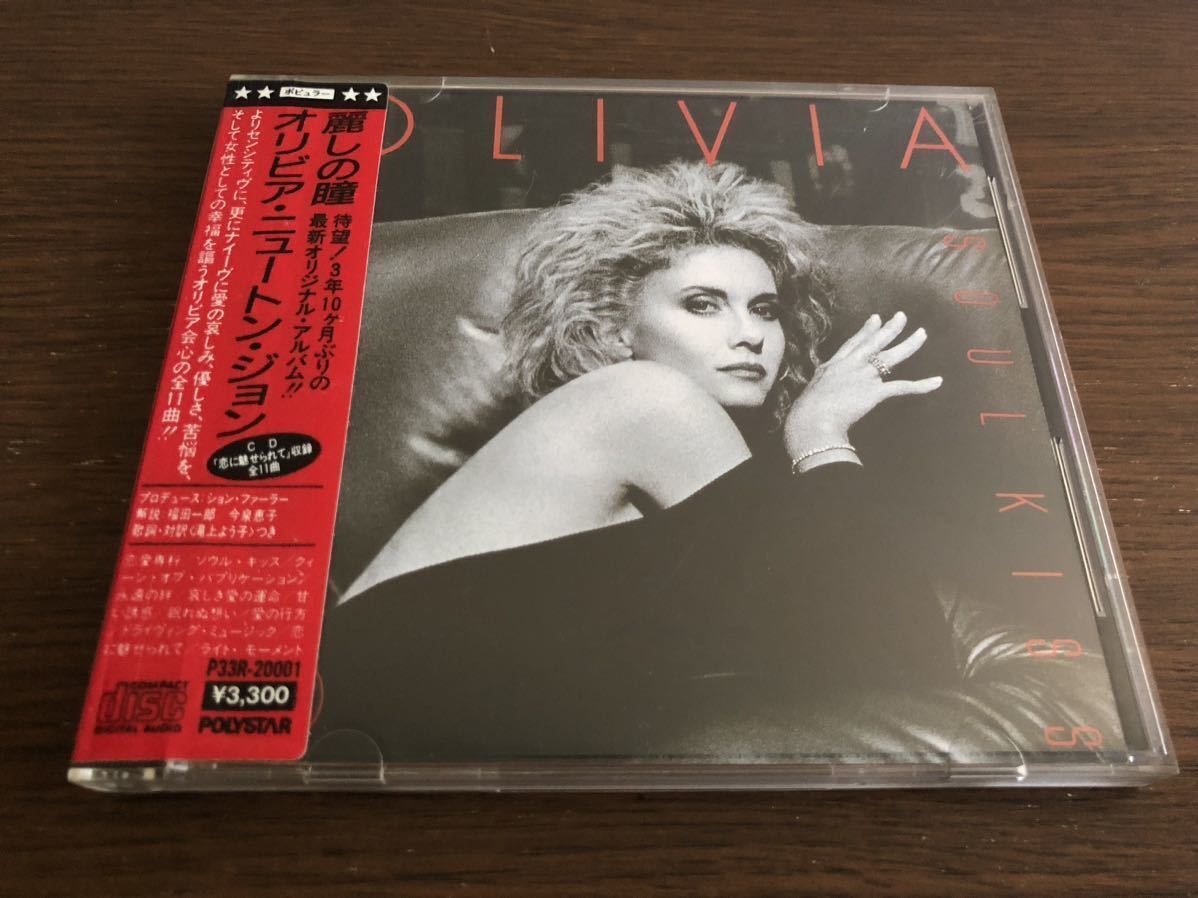 ポピュラー
麗しの瞳
オリビア・ニュートン・ジョン
待望!3年10ヶ月ぶりの
最新オリジナル・アルバム!!
よりセンシティヴに、更にナイーヴに愛の哀しみ、優しさ、苦悩を、
そして女性としての幸福を謳うオリビア会心の全11曲!!
CD
「恋に魅せられて」収録
全11曲
プロデュース:ジョン・ファーラー
解説:福田一郎 今泉恵子
歌詞・対訳〈滝上よう子〉つき
ソウル・キッス/クィ
ーン・オブ・パブリケーション
永遠の絆 哀しき愛の運命/甘
い誘惑 眠れぬ想い/愛の行方
ドライヴィング・ミュージック 恋
に魅せられて/ライト・モーメント
P33R-20001
¥3,300
COMPACT
disc
DIGITAL AUDIO
POLYSTAR
OLIVIA
SOUL KISS